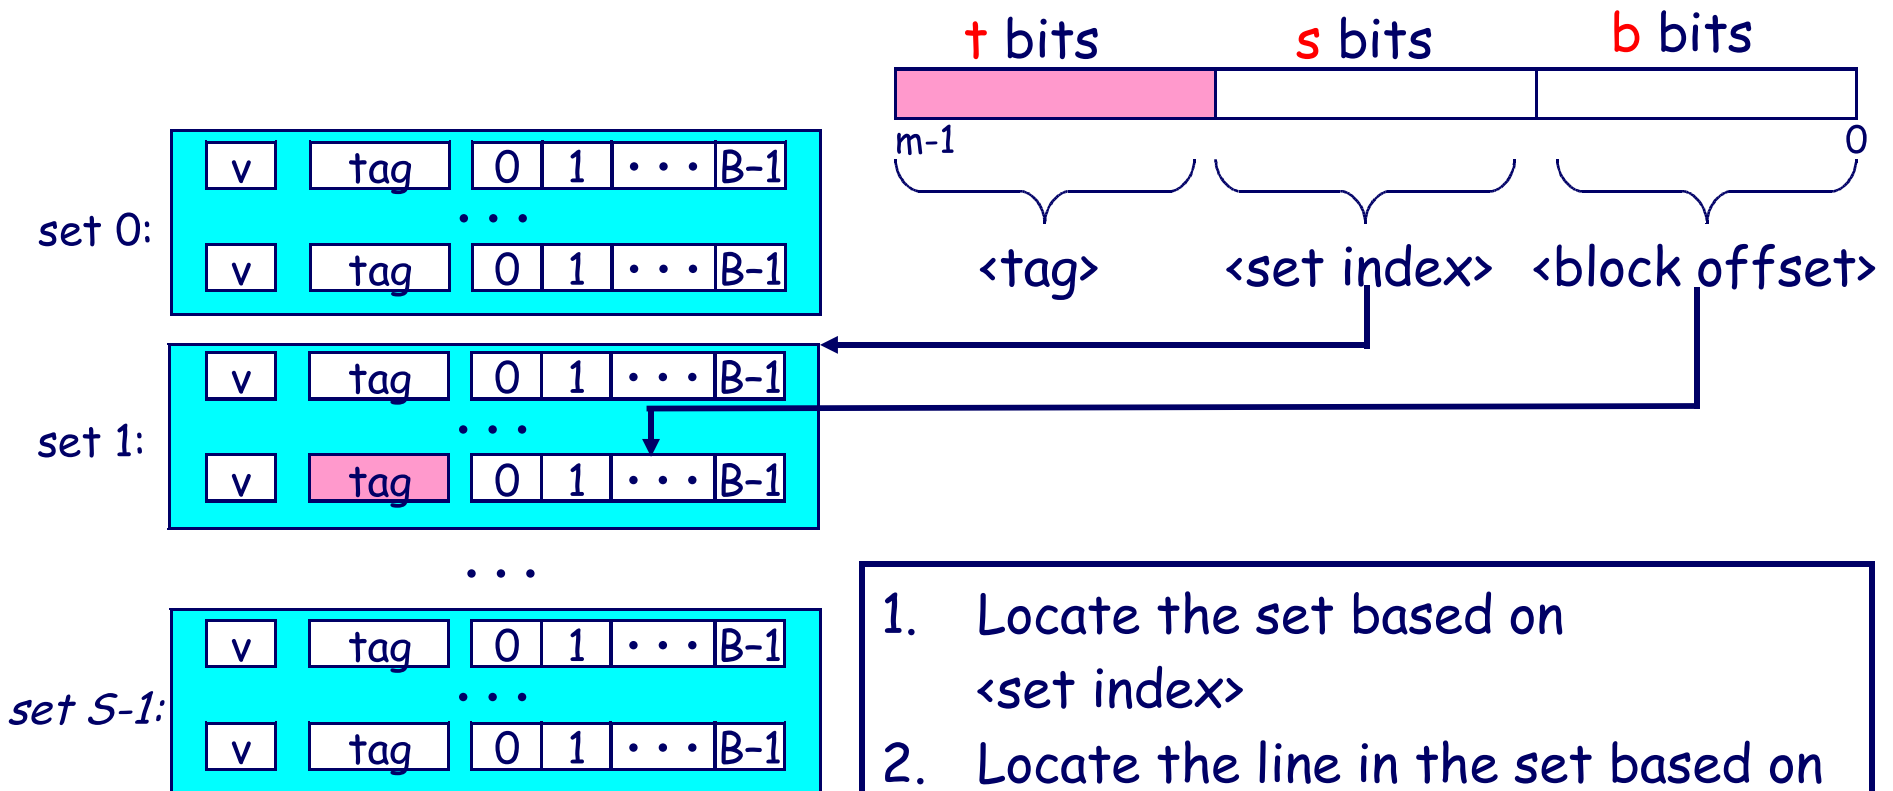 t bits s bits b bits
m-1 0
<tag> <set index> <block offset>
v tag 0 1 • • • B-1
set 0: • • •
v tag 0 1 • • • B-1
v tag 0 1 • • • B-1
set 1: • • •
v tag 0 1 • • • B-1
• • •
v tag 0 1 • • • B-1
set S-1: • • •
v tag 0 1 • • • B-1
1. Locate the set based on
<set index>
2. Locate the line in the set based on